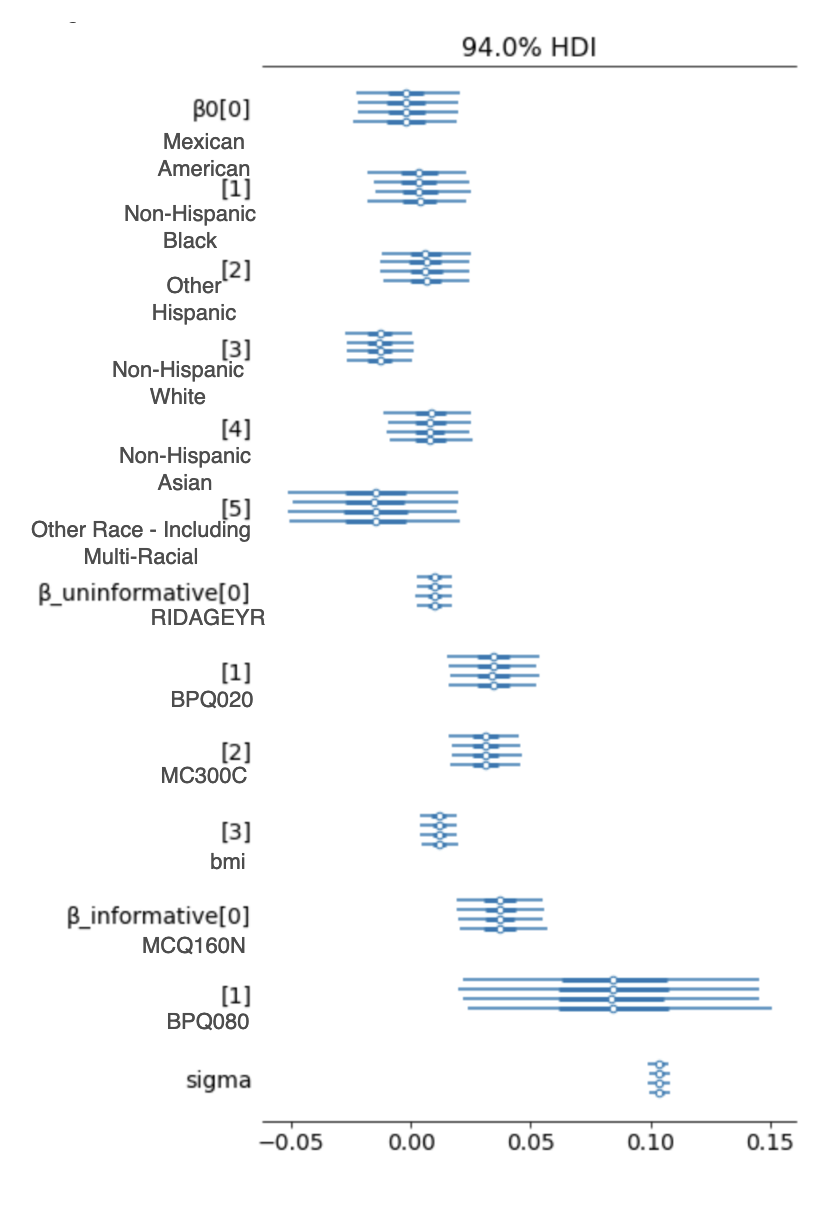 94.0% HDI
β0[0]
Mexican
American
[1]
Non-Hispanic
Black
[2]
Other
Hispanic
[3]
Non-Hispanic
White
[4]
Non-Hispanic
Asian
[5]
Other Race - Including
Multi-Racial
β_uninformative[0]
RIDAGEYR
[1]
BPQ020
[2]
MC300C
[3]
bmi
β_informative[0]
MCQ160N
[1]
BPQ080
sigma
−0.05 0.00 0.05 0.10 0.15